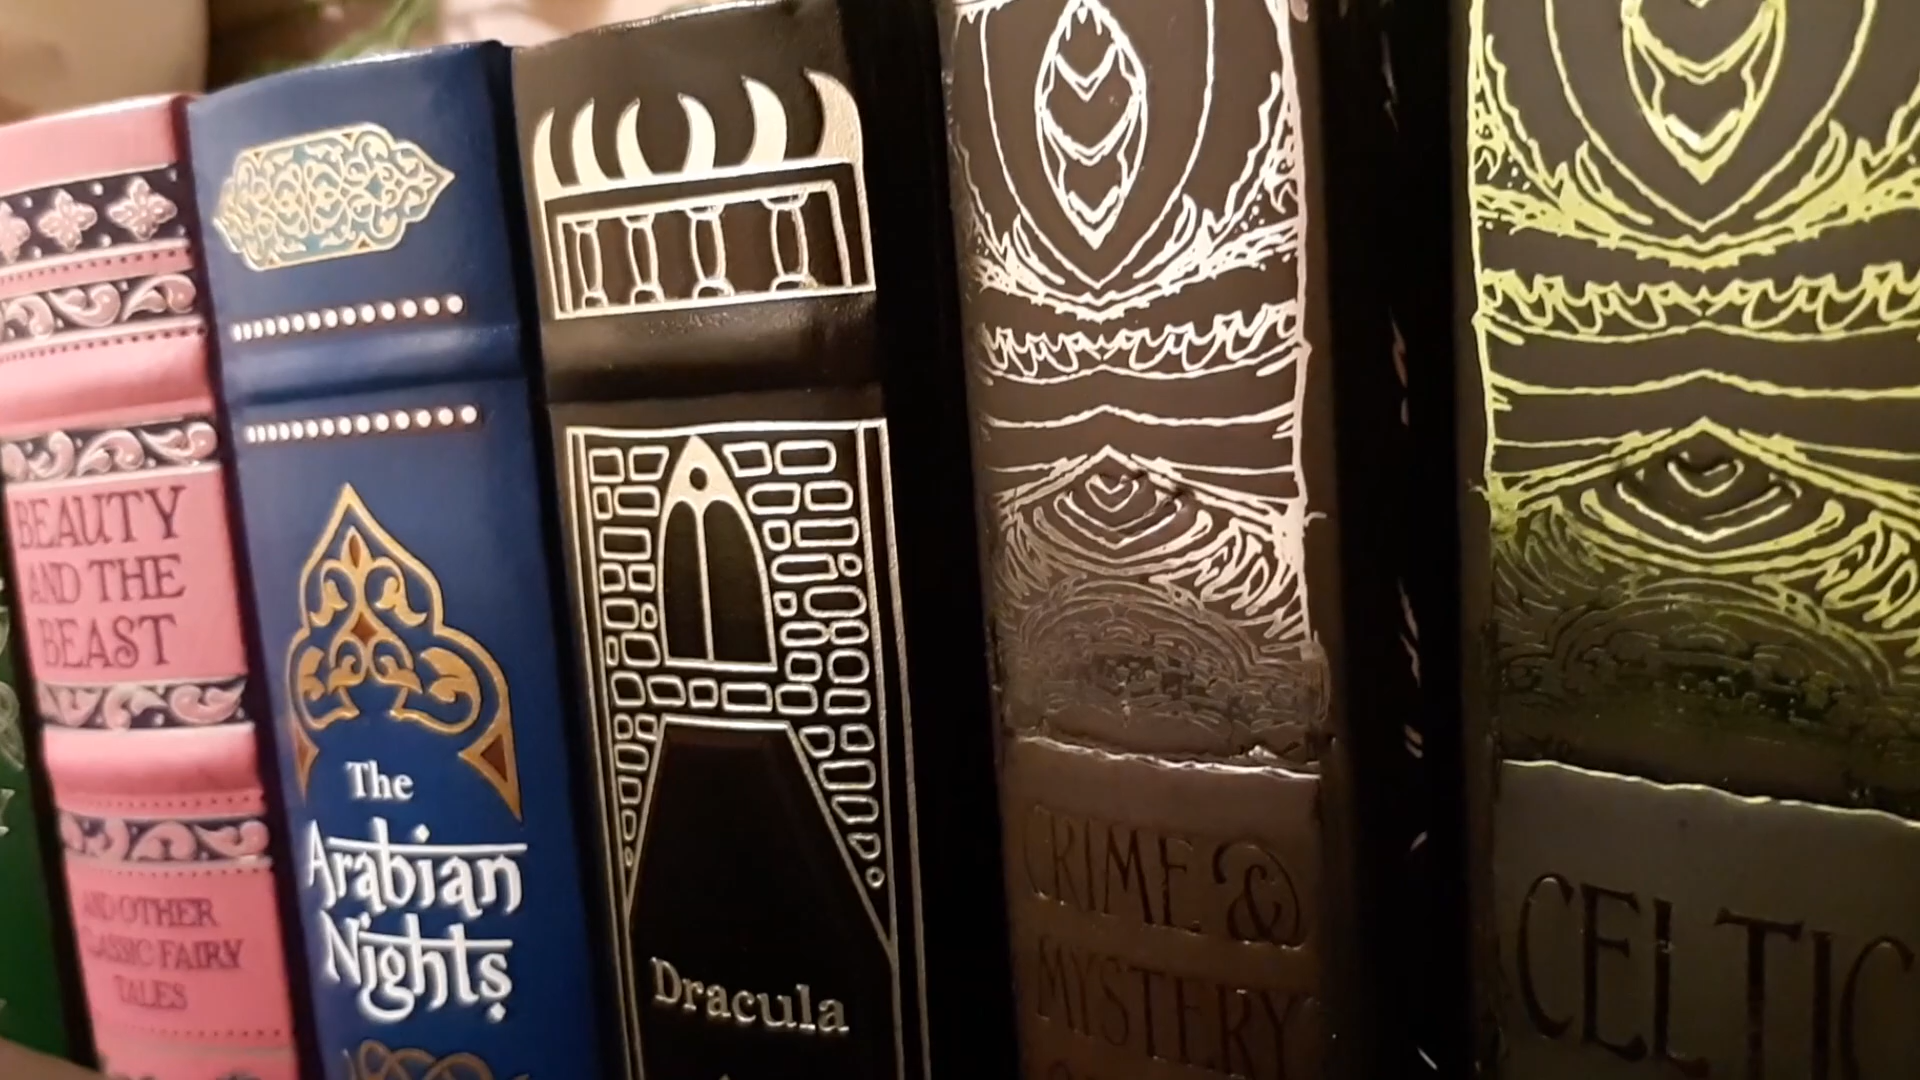 BEAUTY
AND THE
BEAST
AND OTHER
CLASSIC FAIRY
TALES
The
Arabian
Nights
Dracula
CRIME &
MYSTERY
CELTIC